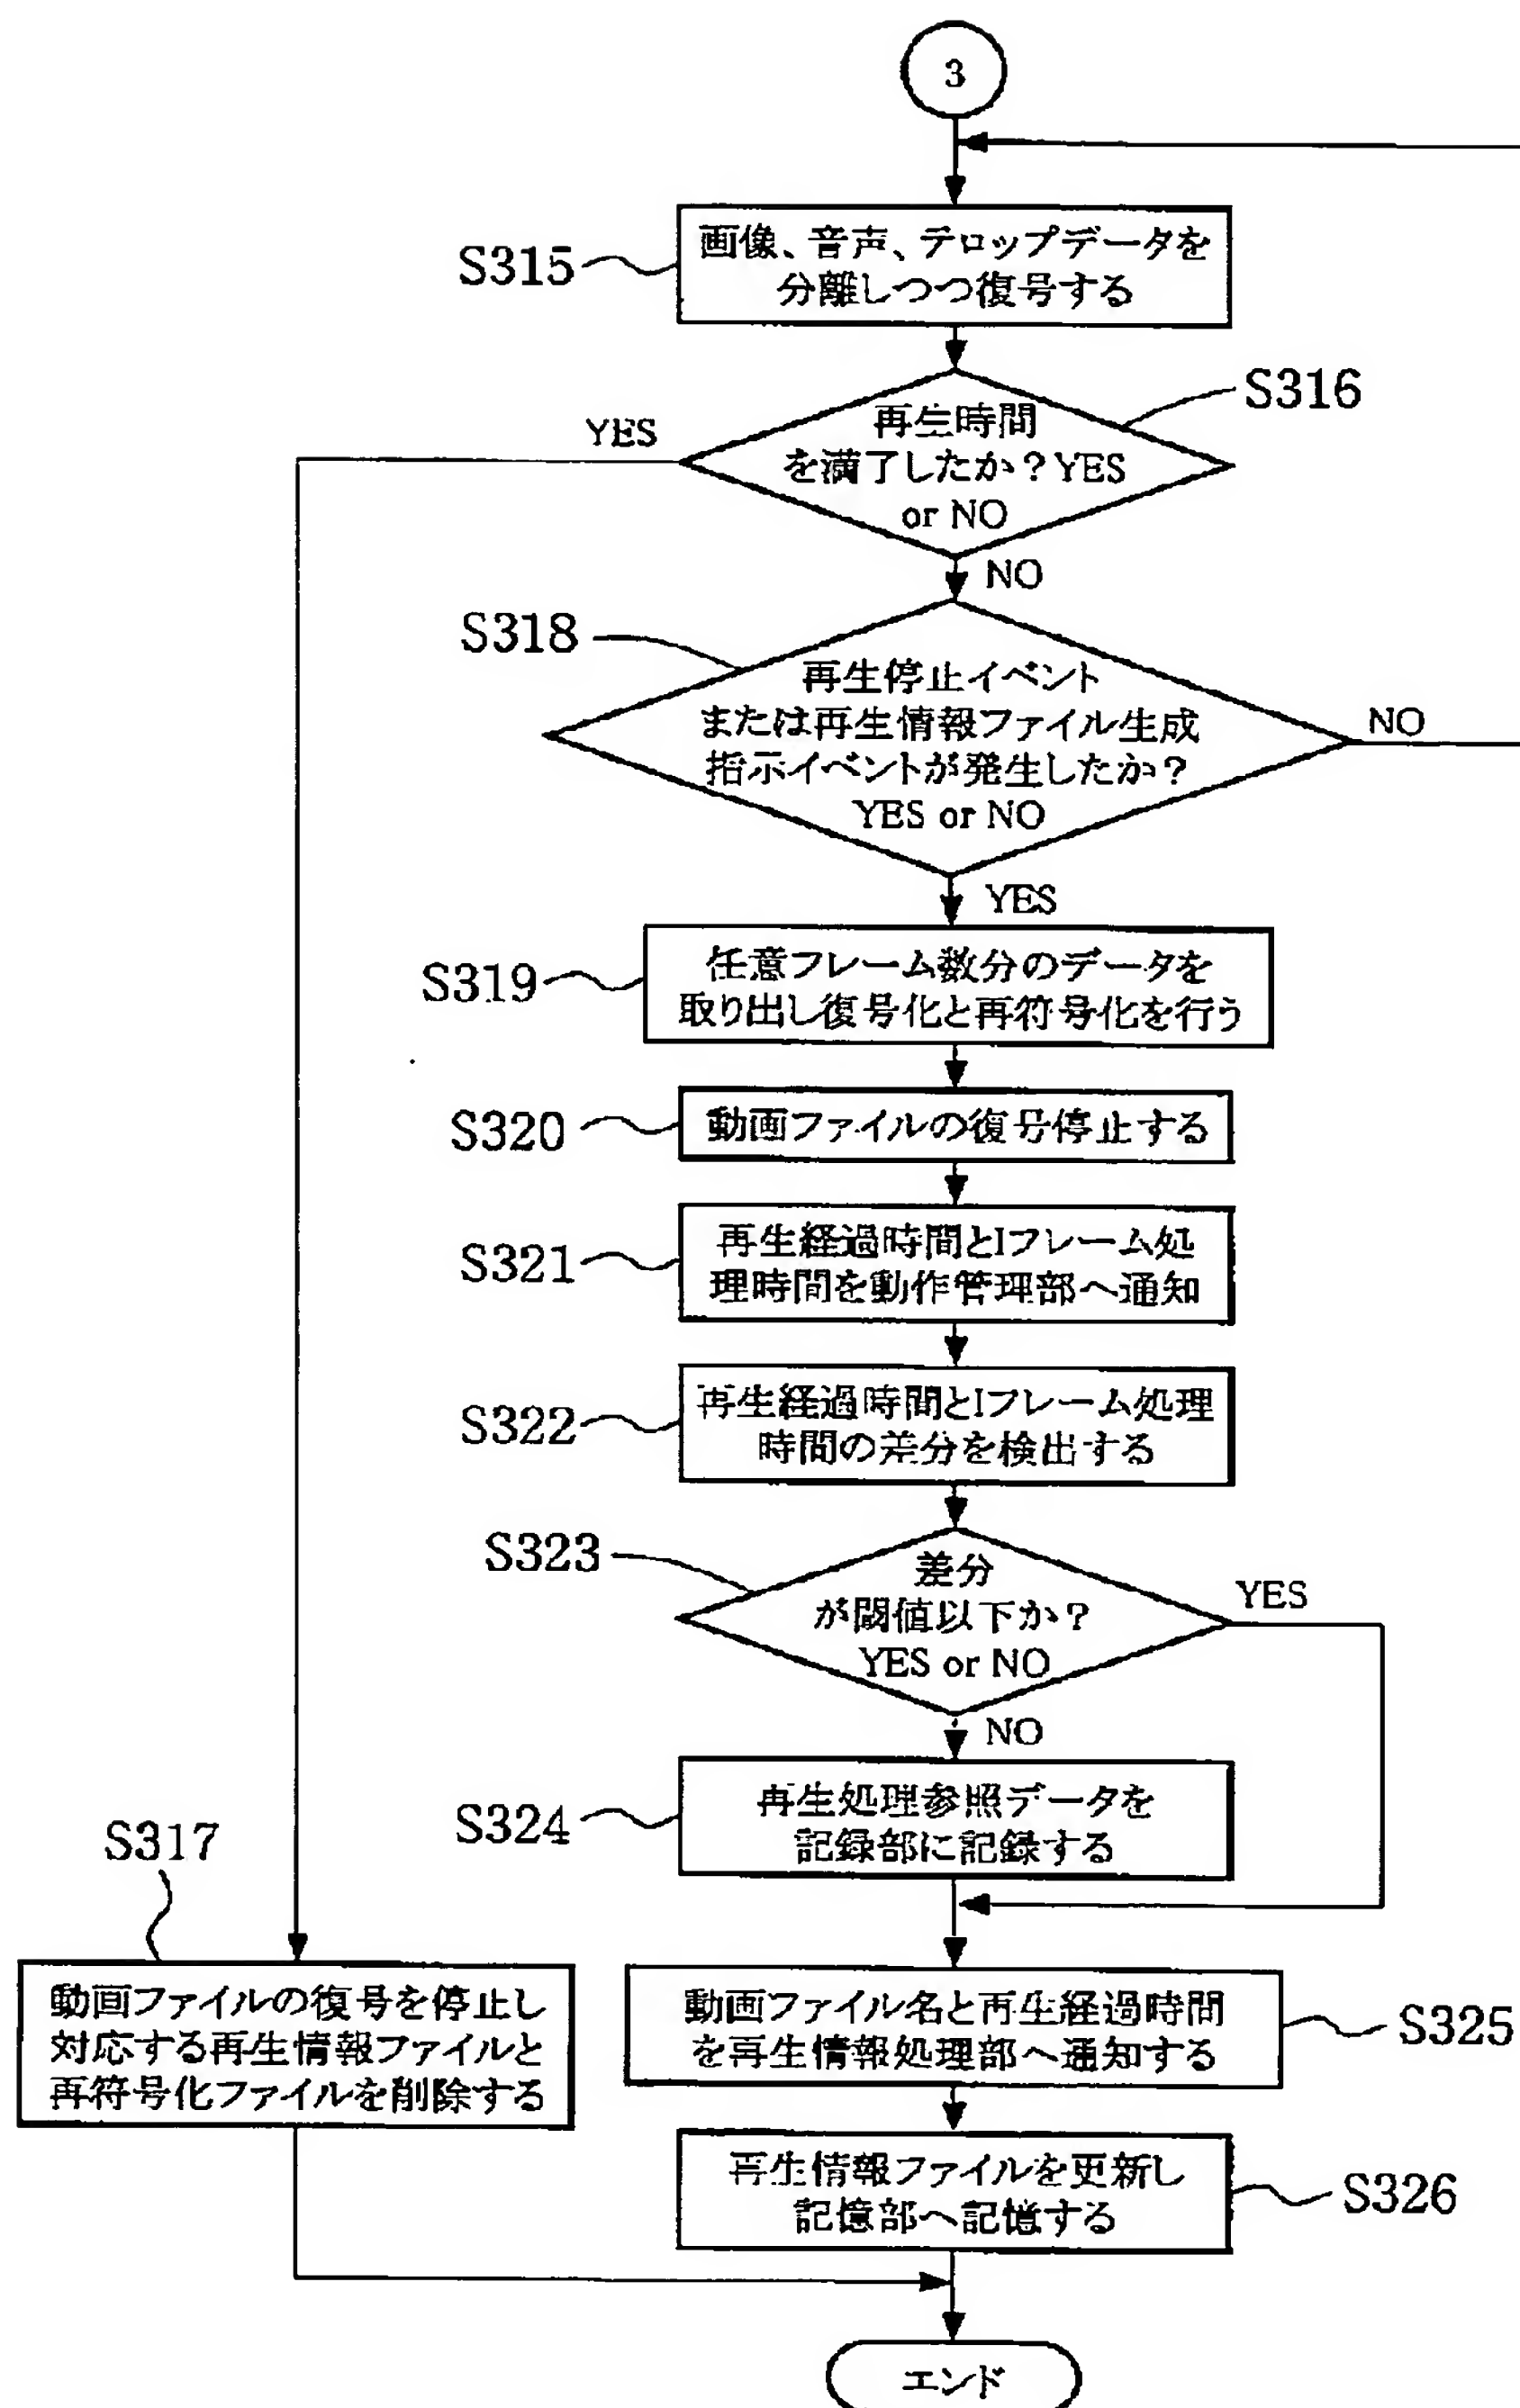 3
S315
画像、音声、テロップデータを
分離しつつ復号する
S316
再生時間
を満了したか？YES
or NO
YES
NO
S318
再生停止イベント
または再生情報ファイル生成
指示イベントが発生したか？
YES or NO
NO
YES
S319
任意フレーム数分のデータを
取り出し復号化と再符号化を行う
S320
動画ファイルの復号停止する
S321
再生経過時間とIフレーム処
理時間を動作管理部へ通知
S322
再生経過時間とIフレーム処理
時間の差分を検出する
S323
差分
が閾値以下か？
YES or NO
YES
NO
S324
再生処理参照データを
記録部に記録する
S317
動画ファイルの復号を停止し
対応する再生情報ファイルと
再符号化ファイルを削除する
動画ファイル名と再生経過時間
を再生情報処理部へ通知する
S325
再生情報ファイルを更新し
記憶部へ記憶する
S326
エンド